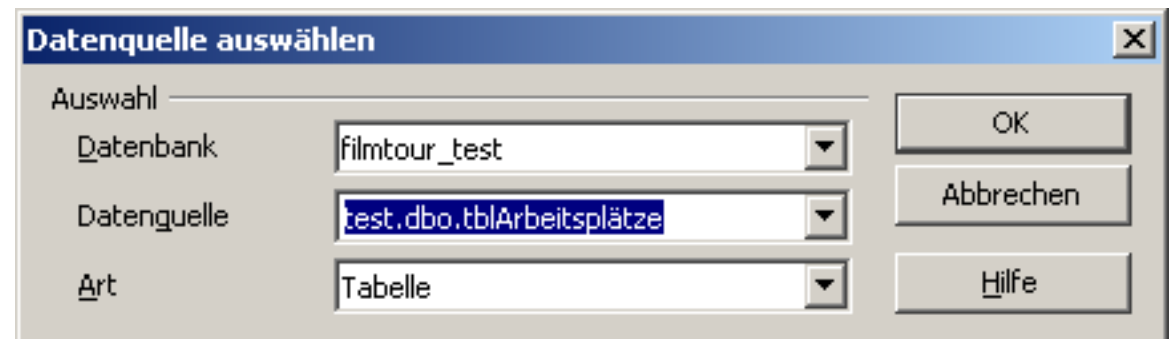 Datenquelle auswählen
Auswahl
OK
Datenbank filmtour_test
Abbrechen
Datenquelle test.dbo.tblArbeitsplätze
Art Tabelle
Hilfe